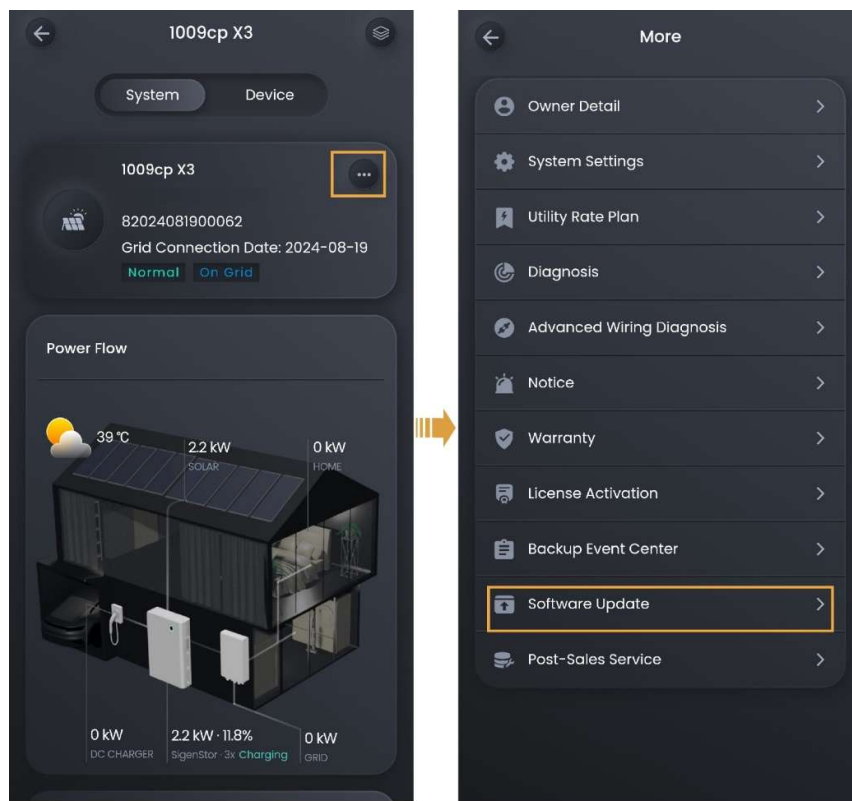 1009cp X3
System
Device
1009cp X3
82024081900062
Grid Connection Date: 2024-08-19
Normal
On Grid
Power Flow
39 °C
2.2 kW
SOLAR
0 kW
HOME
0 kW
DC CHARGER
2.2 kW · 11.8%
SigenStor · 3x Charging
0 kW
GRID
More
Owner Detail
System Settings
Utility Rate Plan
Diagnosis
Advanced Wiring Diagnosis
Notice
Warranty
License Activation
Backup Event Center
Software Update
Post-Sales Service